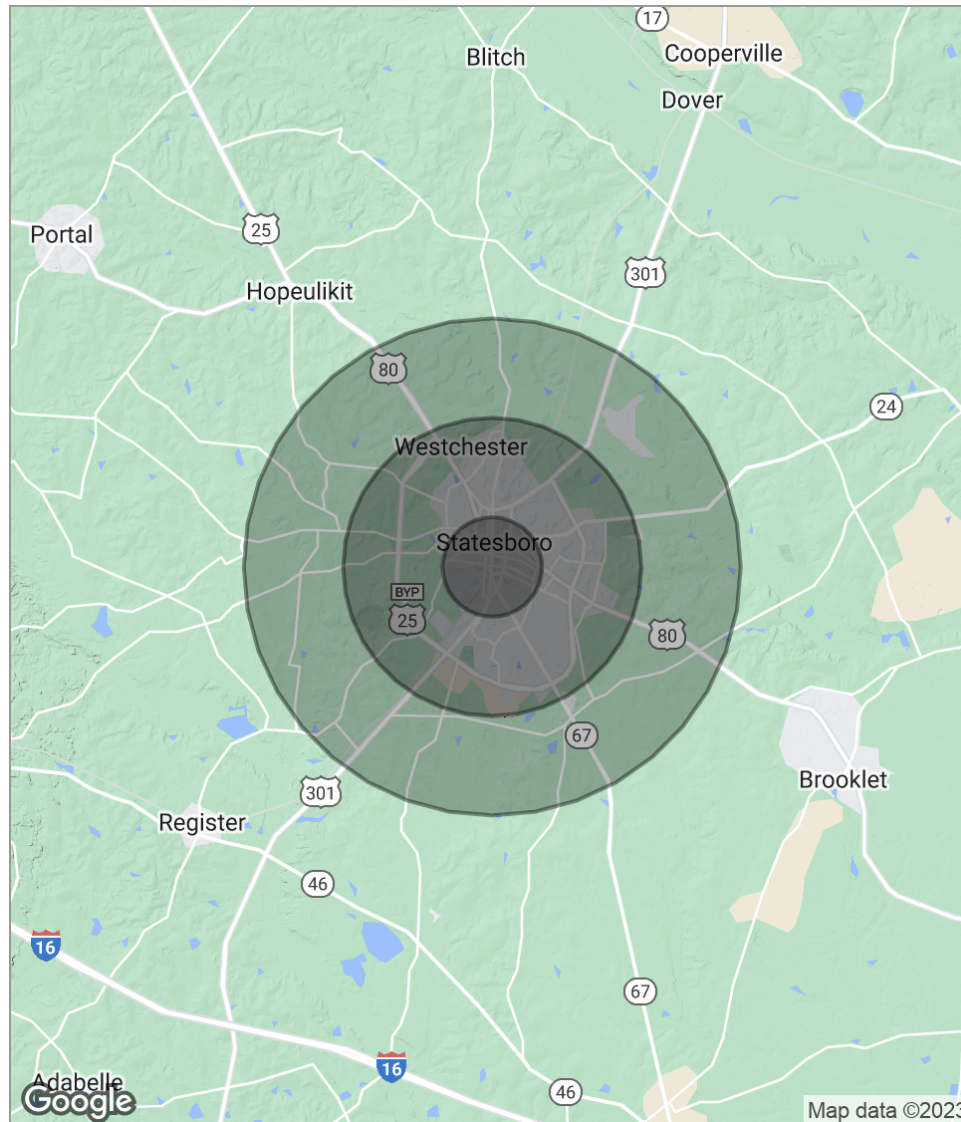 17
Blitch
Cooperville
Dover
25
Portal
301
Hopeulikit
80
24
Westchester
Statesboro
BYP
25
80
67
Brooklet
301
Register
46
16
67
16
Adabelle
46
Google
Map data ©2023